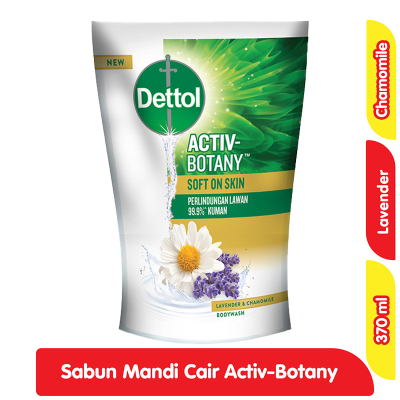 NEW
Dettol
ACTIV-
BOTANY™
SOFT ON SKIN
PERLINDUNGAN LAWAN
99.9%* KUMAN
LAVENDER & CHAMOMILE
BODYWASH
Chamomile
Lavender
370 ml
Sabun Mandi Cair Activ-Botany